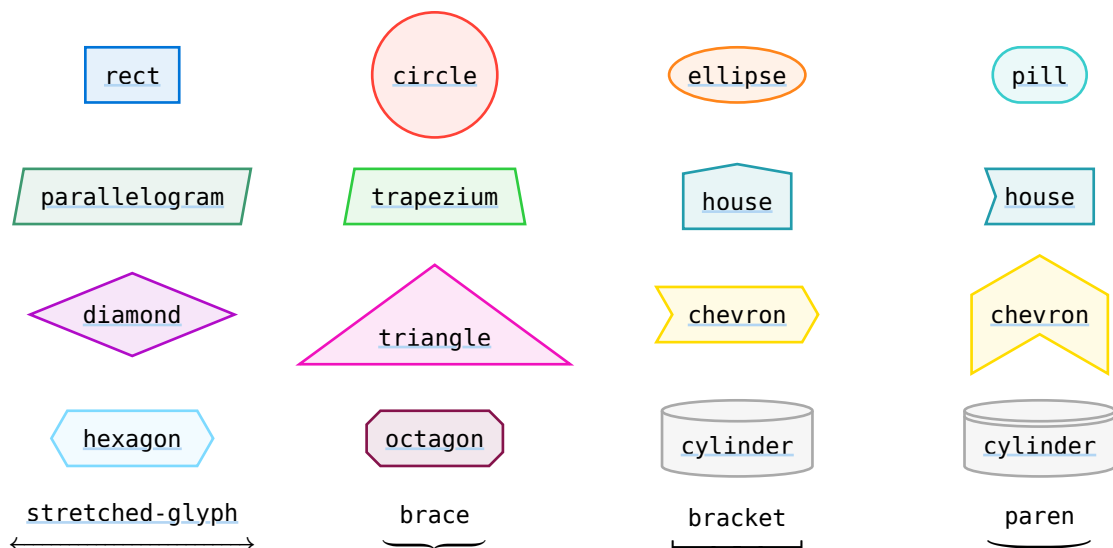 rect circle ellipse pill
parallelogram trapezium house house
diamond triangle chevron chevron
hexagon octagon cylinder cylinder
stretched-glyph brace bracket paren